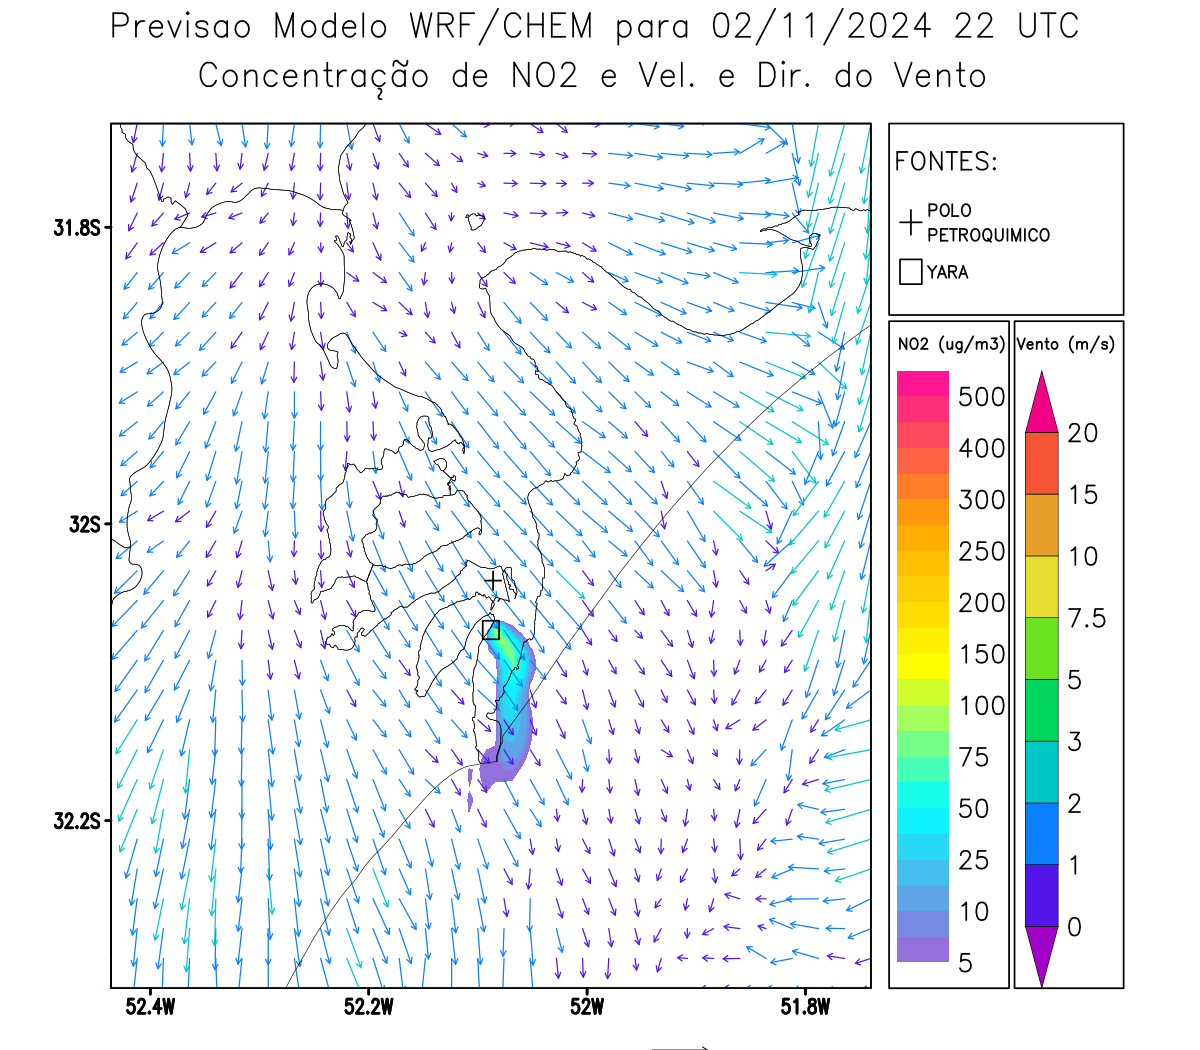 Previsao Modelo WRF/CHEM para 02/11/2024 22 UTC
Concentração de NO2 e Vel. e Dir. do Vento
FONTES:
POLO
PETROQUIMICO
YARA
NO2 (ug/m3)
500
400
300
250
200
150
100
75
50
25
10
5
Vento (m/s)
20
15
10
7.5
5
3
2
1
0
31.8S
32S
32.2S
52.4W
52.2W
52W
51.8W